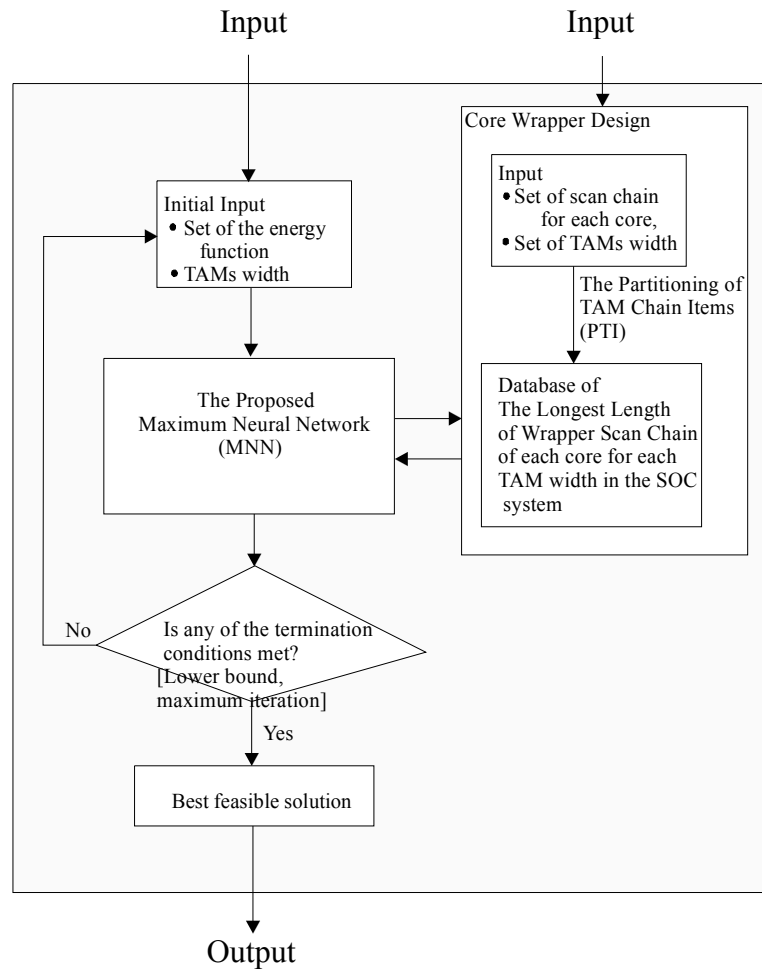 Input
Input
Core Wrapper Design
Input
• Set of scan chain
for each core,
• Set of TAMs width
Initial Input
• Set of the energy
function
• TAMs width
The Partitioning of
TAM Chain Items
(PTI)
The Proposed
Maximum Neural Network
(MNN)
Database of
The Longest Length
of Wrapper Scan Chain
of each core for each
TAM width in the SOC
system
No
Is any of the termination
conditions met?
[Lower bound,
maximum iteration]
Yes
Best feasible solution
Output